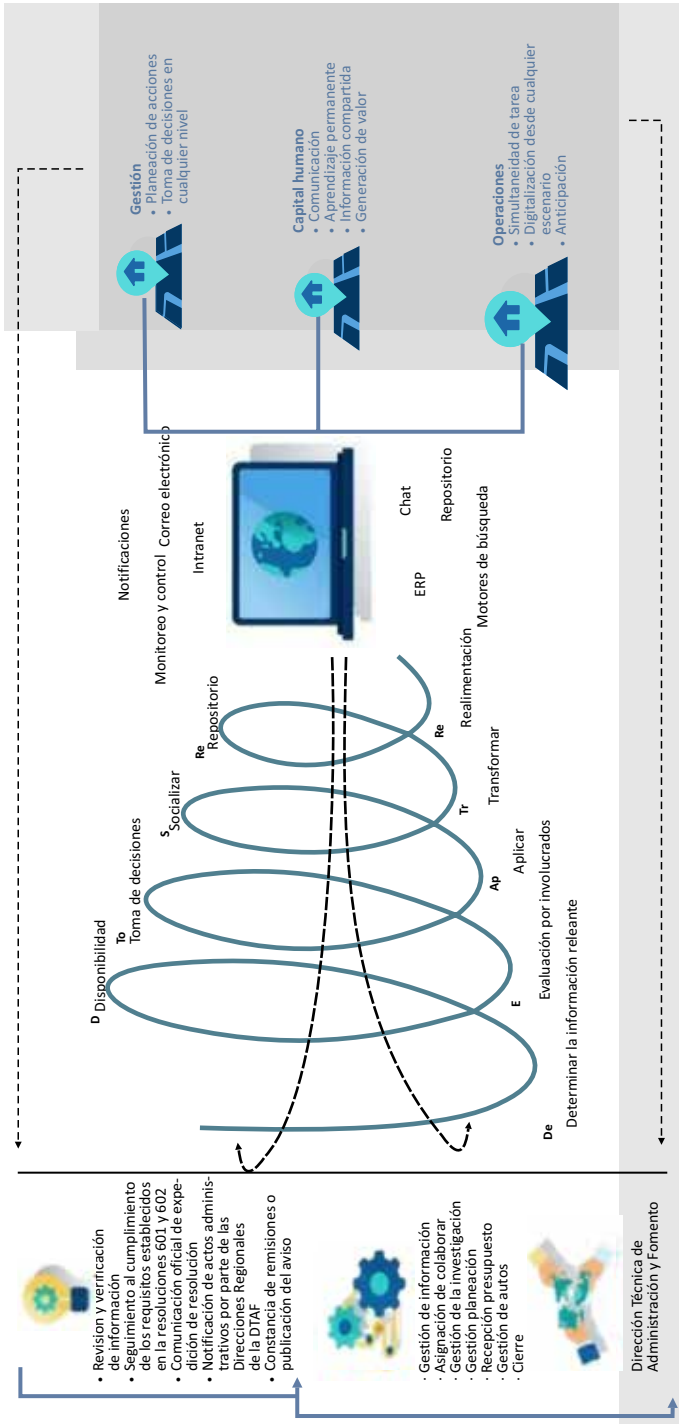 • Revision y verificación
de información
• Seguimiento al cumplimiento
de los requisitos establecidos
en la resoluciones 601 y 602
• Comunicación oficial de expe-
dición de resolución
• Notificación de actos adminis-
trativos por parte de las
Direcciones Regionales
de la DTAF
• Constancia de remisiones o
publicación del aviso
· Gestión de información
· Asignación de colaborar
· Gestión de la investigación
· Gestión planeación
· Recepción presupuesto
· Gestión de autos
· Cierre
Dirección Técnica de
Administración y Fomento
D
Disponibilidad
To
Toma de decisiones
S
Socializar
Re
Repositorio
De
Determinar la información releante
E
Evaluación por involucrados
Ap
Aplicar
Tr
Transformar
Re
Realimentación
Notificaciones
Monitoreo y control
Correo electrónico
Intranet
ERP
Chat
Repositorio
Motores de búsqueda
Gestión
• Planeación de acciones
• Toma de decisiones en
cualquier nivel
Capital humano
• Comunicación
• Aprendizaje permanente
• Información compartida
• Generación de valor
Operaciones
• Simultaneidad de tarea
• Digitalización desde cualquier
escenario
• Anticipación